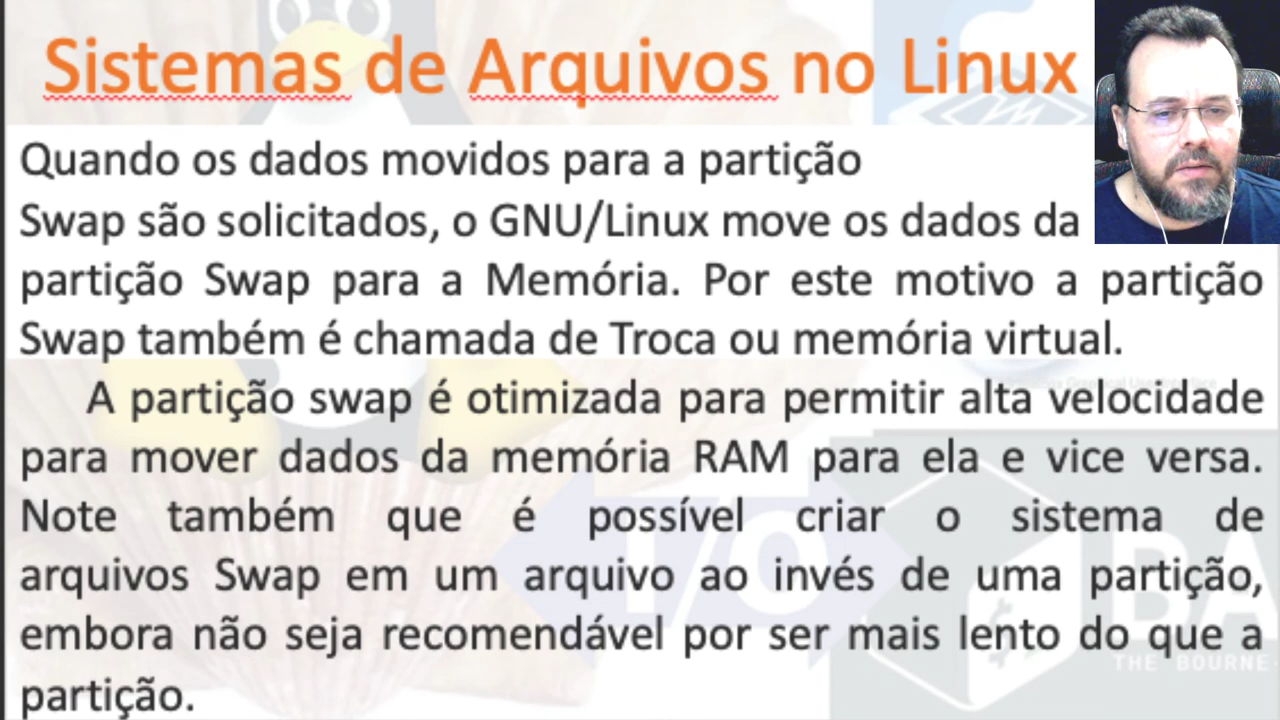 Sistemas de Arquivos no Linux
Quando os dados movidos para a partição
Swap são solicitados, o GNU/Linux move os dados da
partição Swap para a Memória. Por este motivo a partição
Swap também é chamada de Troca ou memória virtual.
A partição swap é otimizada para permitir alta velocidade
para mover dados da memória RAM para ela e vice versa.
Note também que é possível criar o sistema de
arquivos Swap em um arquivo ao invés de uma partição,
embora não seja recomendável por ser mais lento do que a
partição.
I/O
BA
THE BOURNE